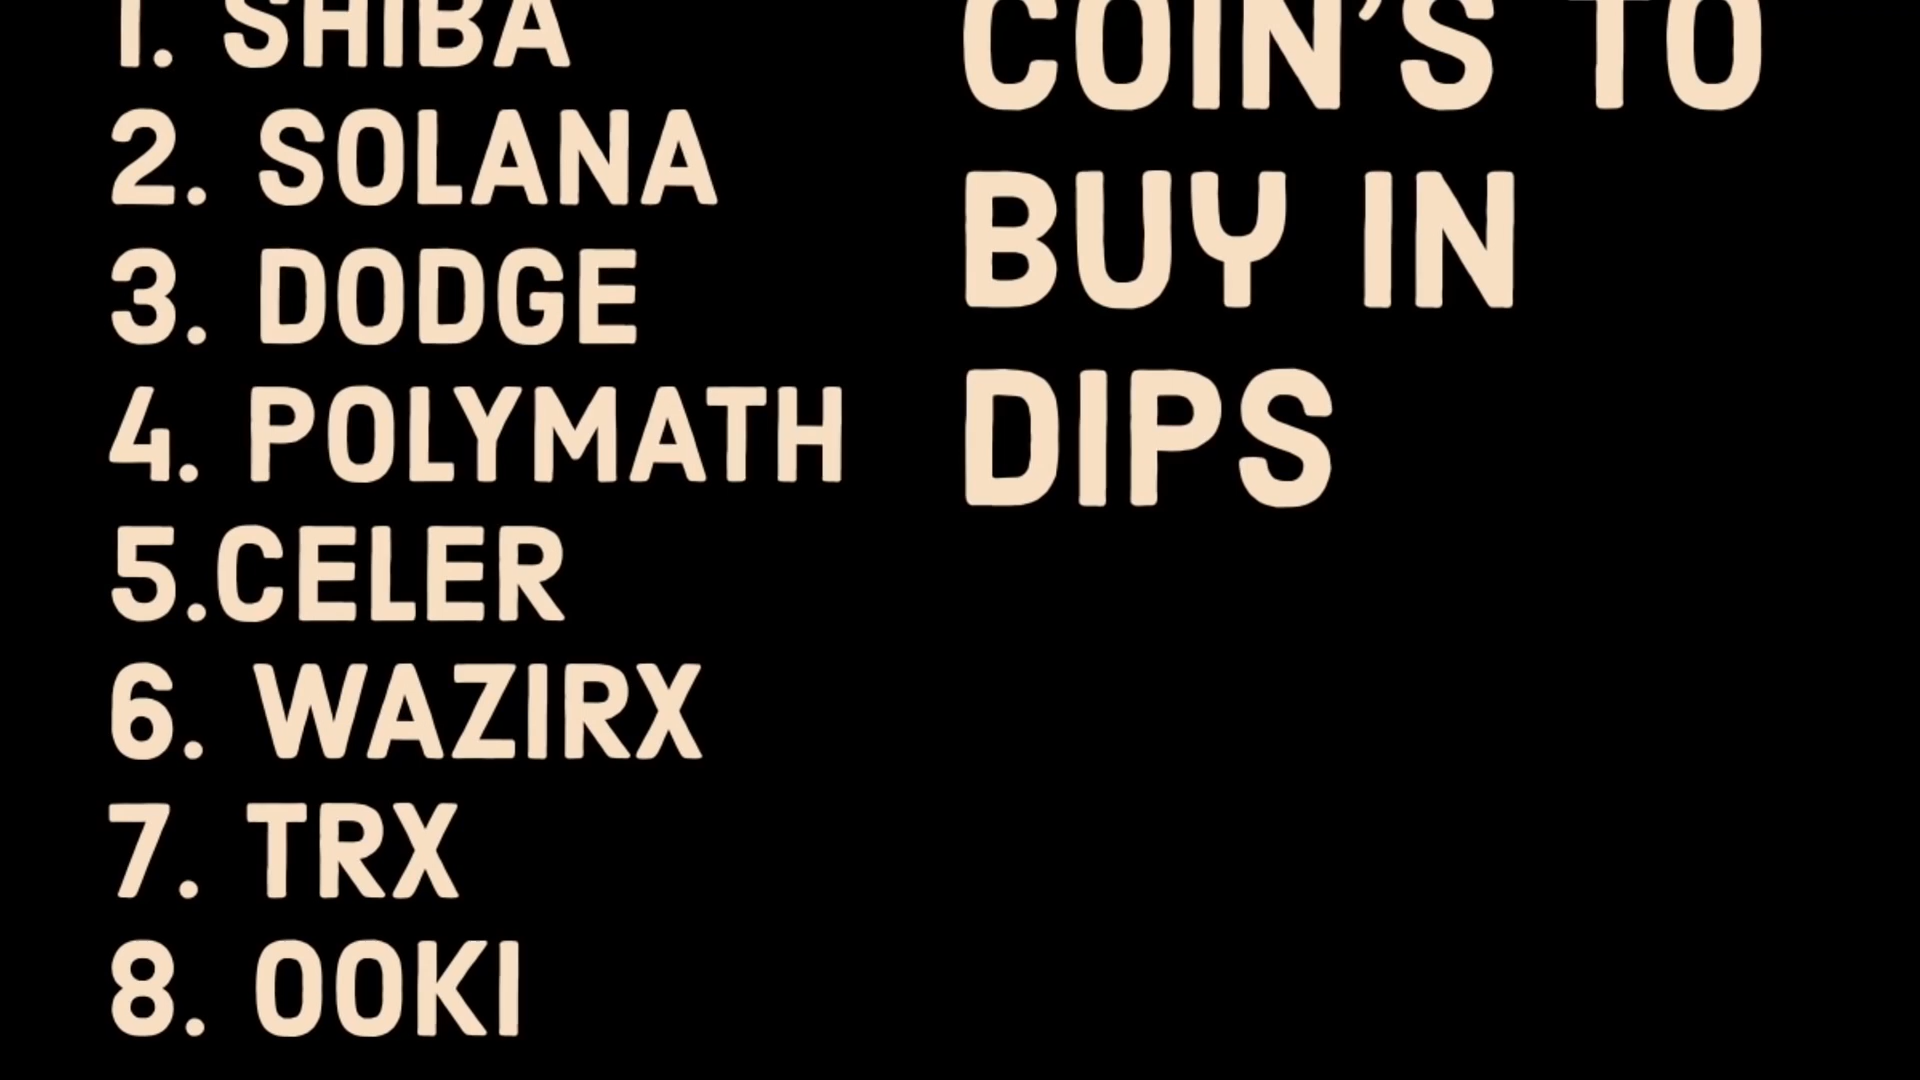 1. SHIBA
2. SOLANA
3. DODGE
4. POLYMATH
5.CELER
6. WAZIRX
7. TRX
8. OOKI
COIN'S TO
BUY IN
DIPS